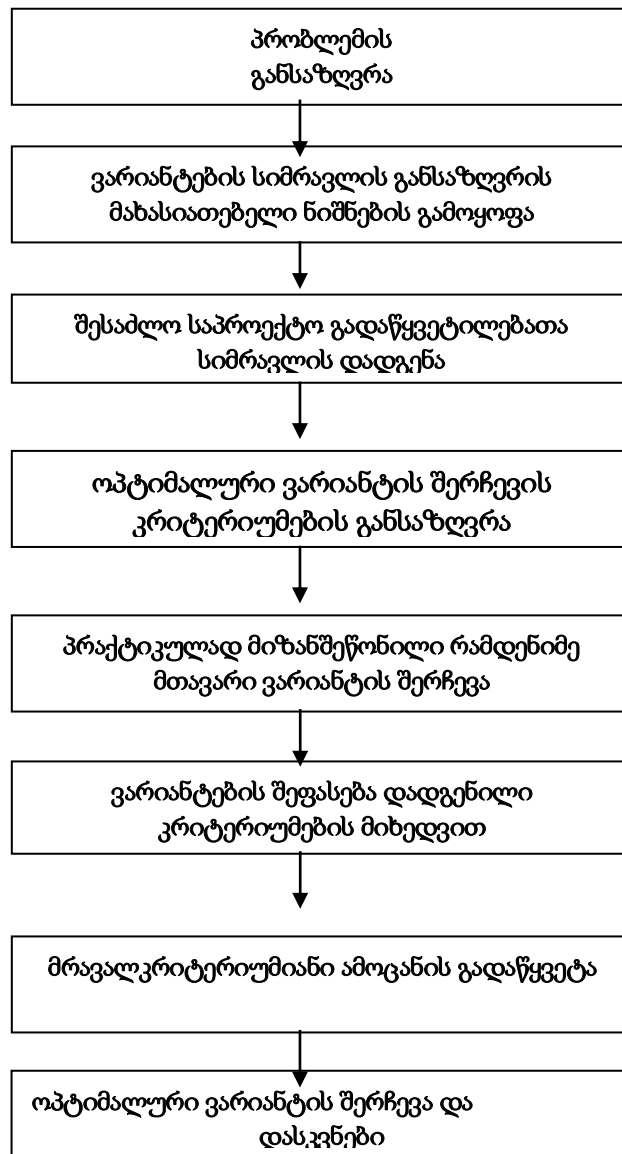 პრობლემის
განსაზღვრა
ვარიანტების სიმრავლის განსაზღვრის
მახასიათებელი ნიშნების გამოყოფა
შესაძლო საპროექტო გადაწყვეტილებათა
სიმრავლის დადგენა
ოპტიმალური ვარიანტის შერჩევის
კრიტერიუმების განსაზღვრა
პრაქტიკულად მიზანშეწონილი რამდენიმე
მთავარი ვარიანტის შერჩევა
ვარიანტების შეფასება დადგენილი
კრიტერიუმების მიხედვით
მრავალკრიტერიუმიანი ამოცანის გადაწყვეტა
ოპტიმალური ვარიანტის შერჩევა და
დასკვნები